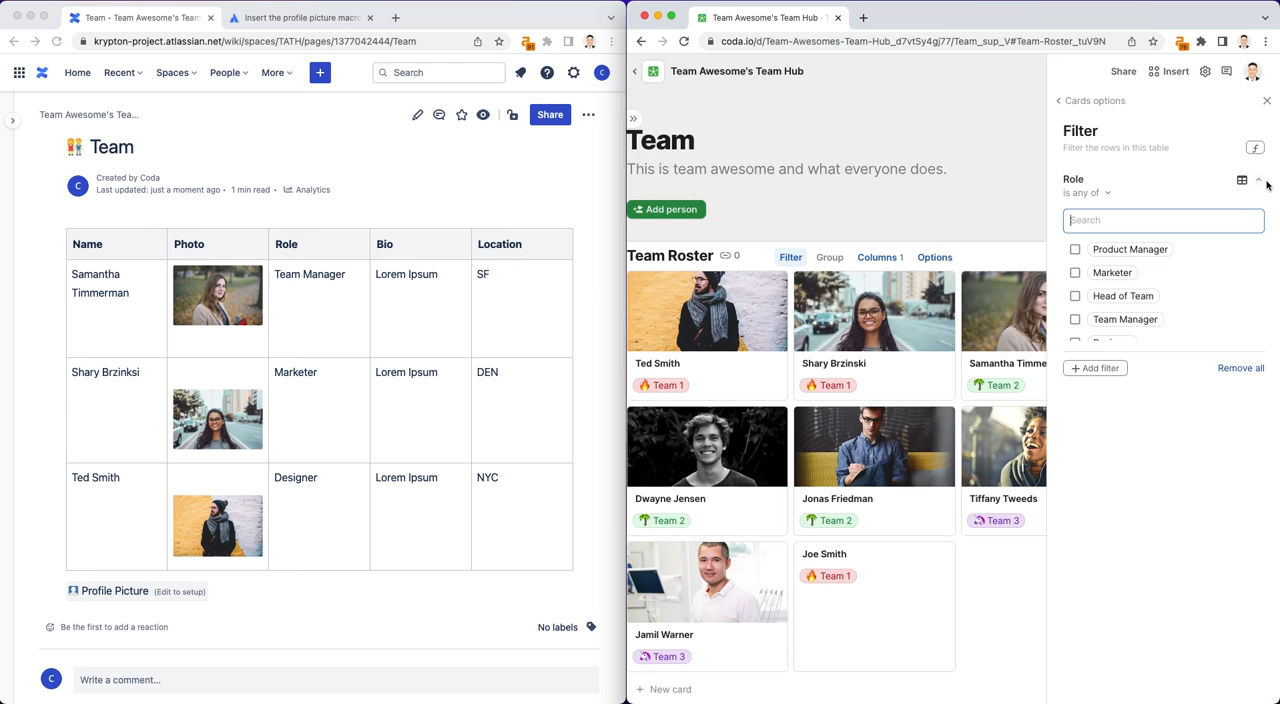 Team - Team Awesome's Team
Insert the profile picture macro
krypton-project.atlassian.net/wiki/spaces/TATH/pages/1377042444/Team
Home Recent Spaces People More + Search C
Team Awesome's Tea...
Share
Team
C
Created by Coda
Last updated: just a moment ago • 1 min read • Analytics
Name Photo Role Bio Location
Samantha Timmerman
Team Manager Lorem Ipsum SF
Shary Brzinksi Marketer Lorem Ipsum DEN
Ted Smith Designer Lorem Ipsum NYC
Profile Picture (Edit to setup)
Be the first to add a reaction
No labels
C
Write a comment...
Team Awesome's Team Hub · T
coda.io/d/Team-Awesomes-Team-Hub_d7vtSy4gj77/Team_sup_V#Team-Roster_tuV9N
Team Awesome's Team Hub
Share Insert
Team
This is team awesome and what everyone does.
Add person
Team Roster 0
Filter Group Columns 1 Options
Ted Smith
Team 1
Shary Brzinski
Team 1
Samantha Timme
Team 2
Dwayne Jensen
Team 2
Jonas Friedman
Team 2
Tiffany Tweeds
Team 3
Jamil Warner
Team 3
Joe Smith
Team 1
+ New card
Cards options
Filter
Filter the rows in this table
Role
is any of
Search
Product Manager
Marketer
Head of Team
Team Manager
+ Add filter
Remove all